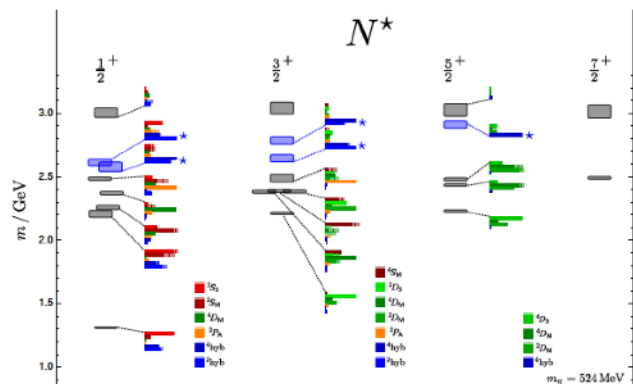 N⋆
1/2+ 3/2+ 5/2+ 7/2+
3.0
2.5
2.0
1.5
1.0
m / GeV
²S_S
²S_M
⁴D_M
²P_A
⁴hyb
²hyb
⁴S_M
²D_S
⁴D_M
²D_M
²P_A
⁴hyb
²hyb
⁴D_S
⁴D_M
²D_M
⁴hyb
m_π = 524 MeV